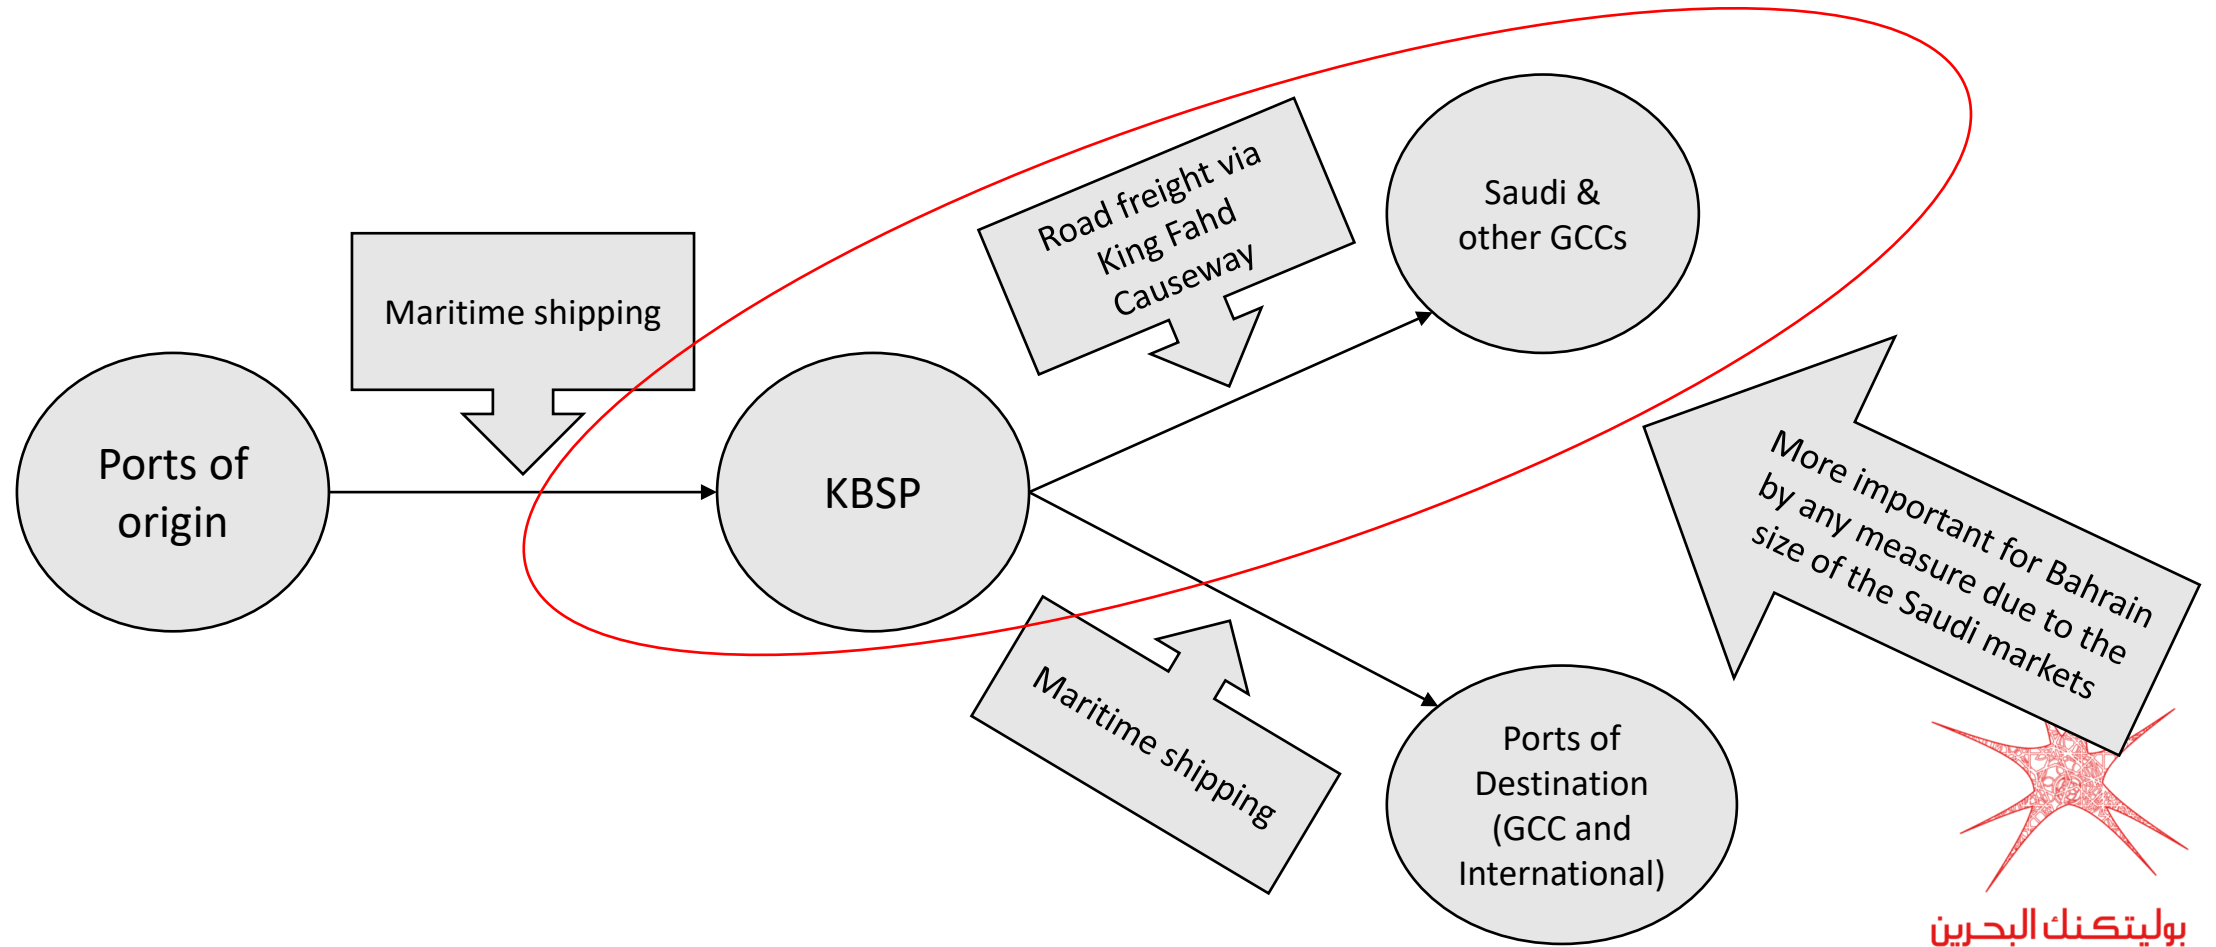 Maritime shipping
Ports of
origin
KBSP
Road freight via
King Fahd
Causeway
Saudi &
other GCCs
Maritime shipping
Ports of
Destination
(GCC and
International)
More important for Bahrain
by any measure due to the
size of the Saudi markets
بوليتكنك البحرين